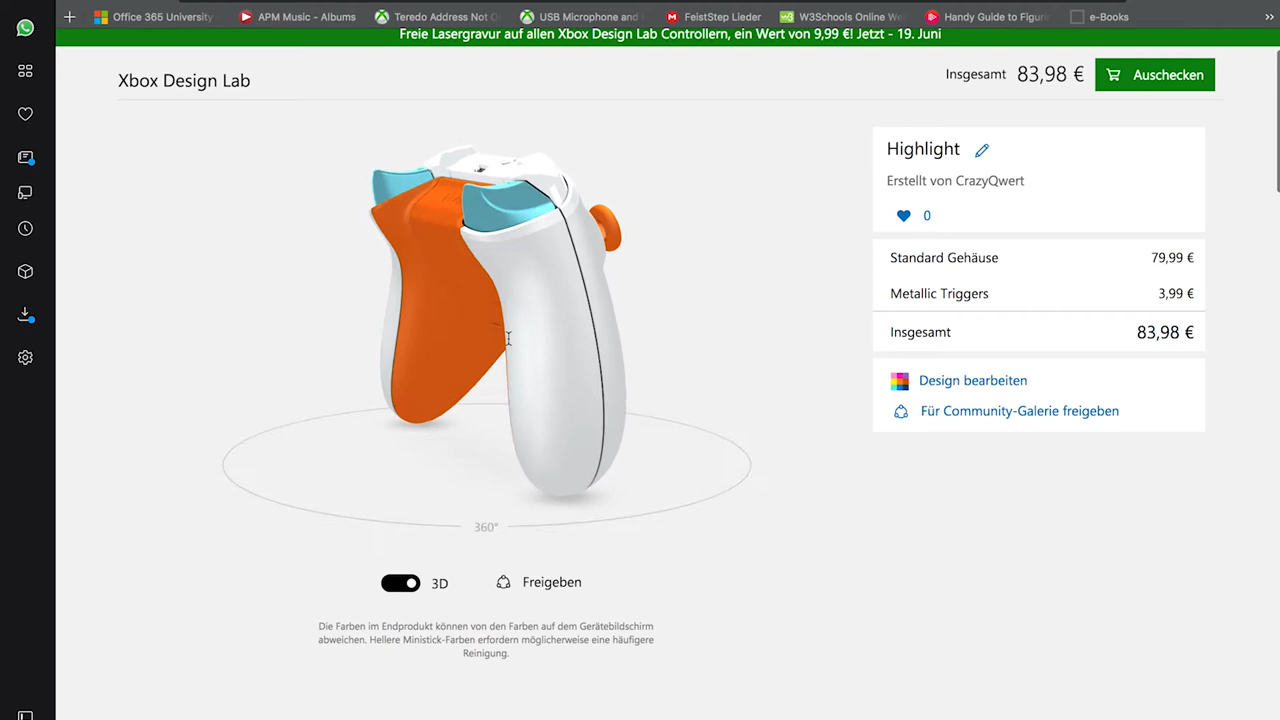 Office 365 University
APM Music - Albums
Teredo Address Not O
USB Microphone and
FeistStep Lieder
W3Schools Online We
Handy Guide to Figuri
e-Books
Freie Lasergravur auf allen Xbox Design Lab Controllern, ein Wert von 9,99 €! Jetzt - 19. Juni
Xbox Design Lab
Insgesamt 83,98 €
Auschecken
Highlight
Erstellt von CrazyQwert
0
Standard Gehäuse 79,99 €
Metallic Triggers 3,99 €
Insgesamt 83,98 €
Design bearbeiten
Für Community-Galerie freigeben
360°
3D
Freigeben
Die Farben im Endprodukt können von den Farben auf dem Gerätebildschirm
abweichen. Hellere Ministick-Farben erfordern möglicherweise eine häufigere
Reinigung.